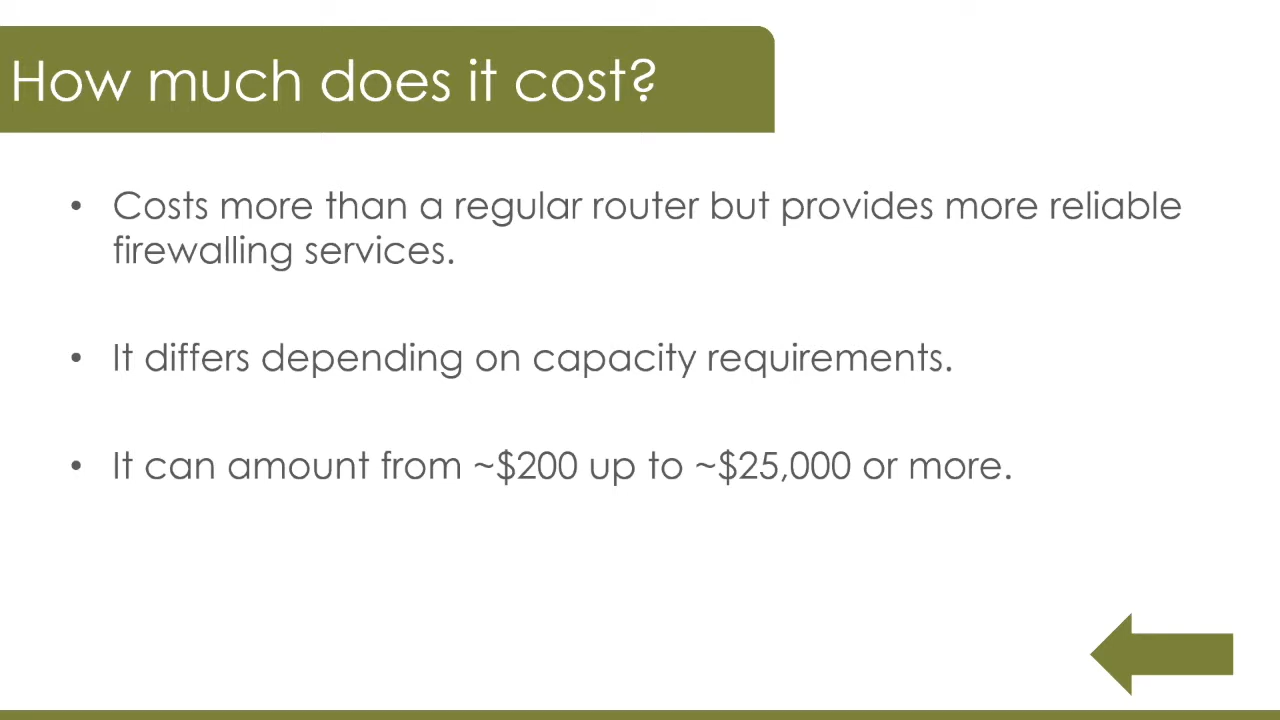 How much does it cost?
• Costs more than a regular router but provides more reliable
firewalling services.
• It differs depending on capacity requirements.
• It can amount from ~$200 up to ~$25,000 or more.